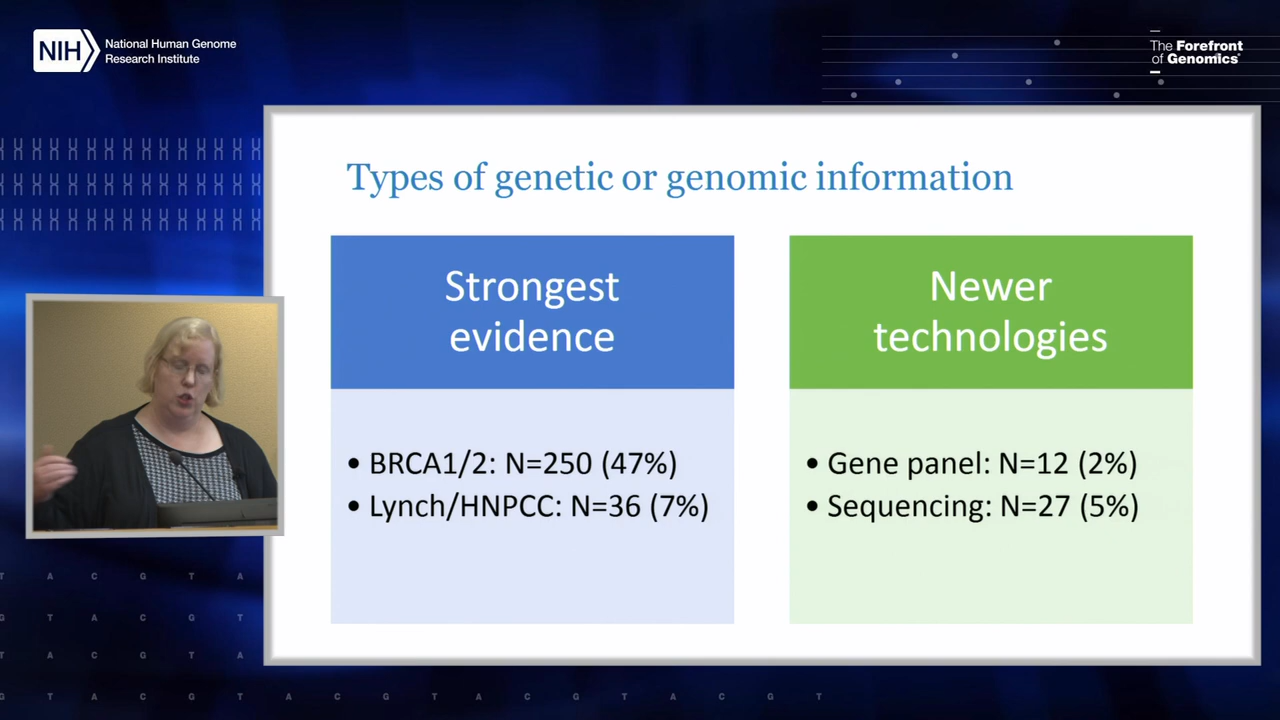 NIH
National Human Genome
Research Institute
The Forefront
of Genomics®
Types of genetic or genomic information
Strongest
evidence
Newer
technologies
• BRCA1/2: N=250 (47%)
• Lynch/HNPCC: N=36 (7%)
• Gene panel: N=12 (2%)
• Sequencing: N=27 (5%)
T A C G T A
G T A C G T
T A C G T A
G T A C G T A C G T A C G T A C G T